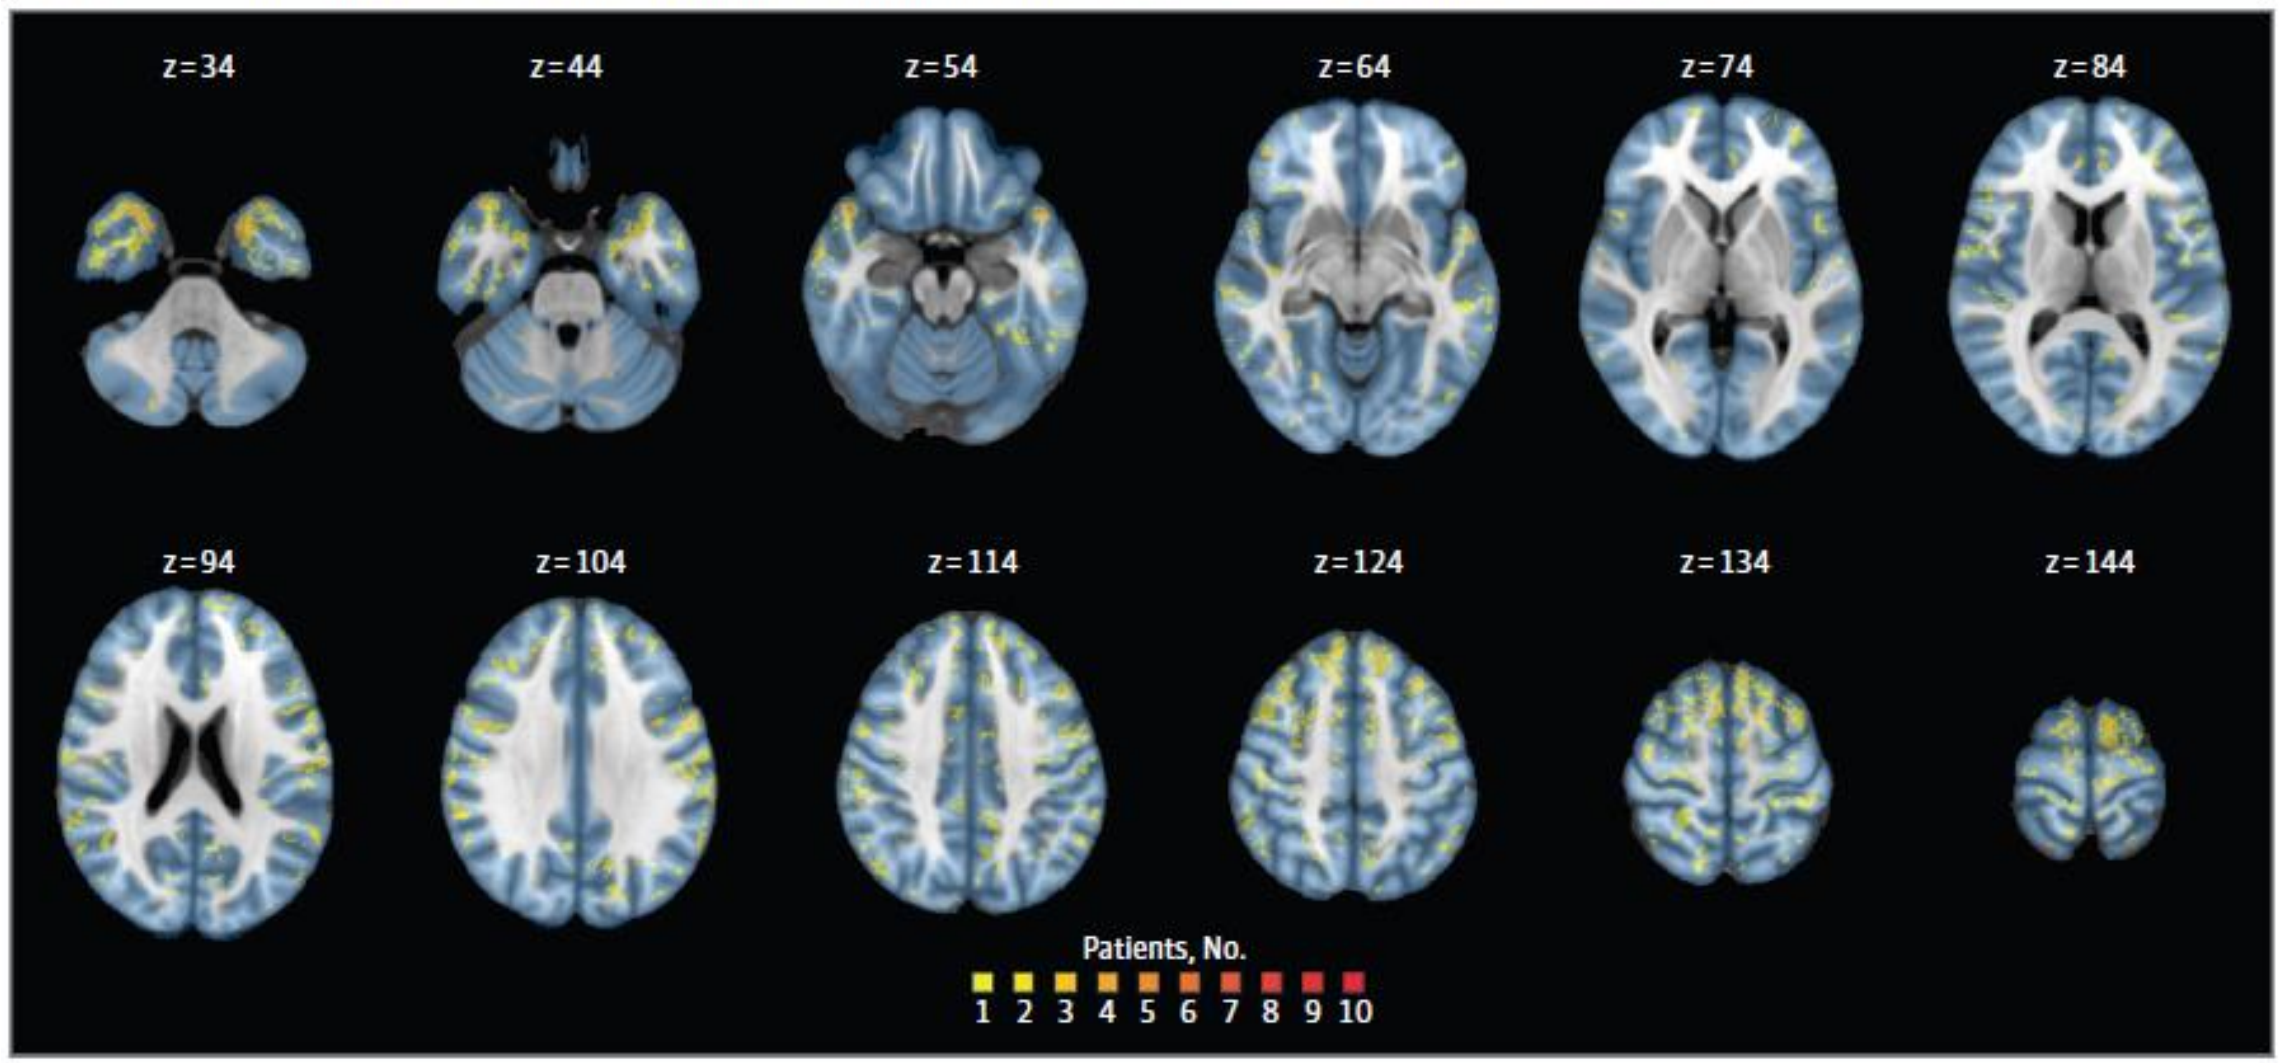 z=34 z=44 z=54 z=64 z=74 z=84
z=94 z=104 z=114 z=124 z=134 z=144
Patients, No.
1 2 3 4 5 6 7 8 9 10